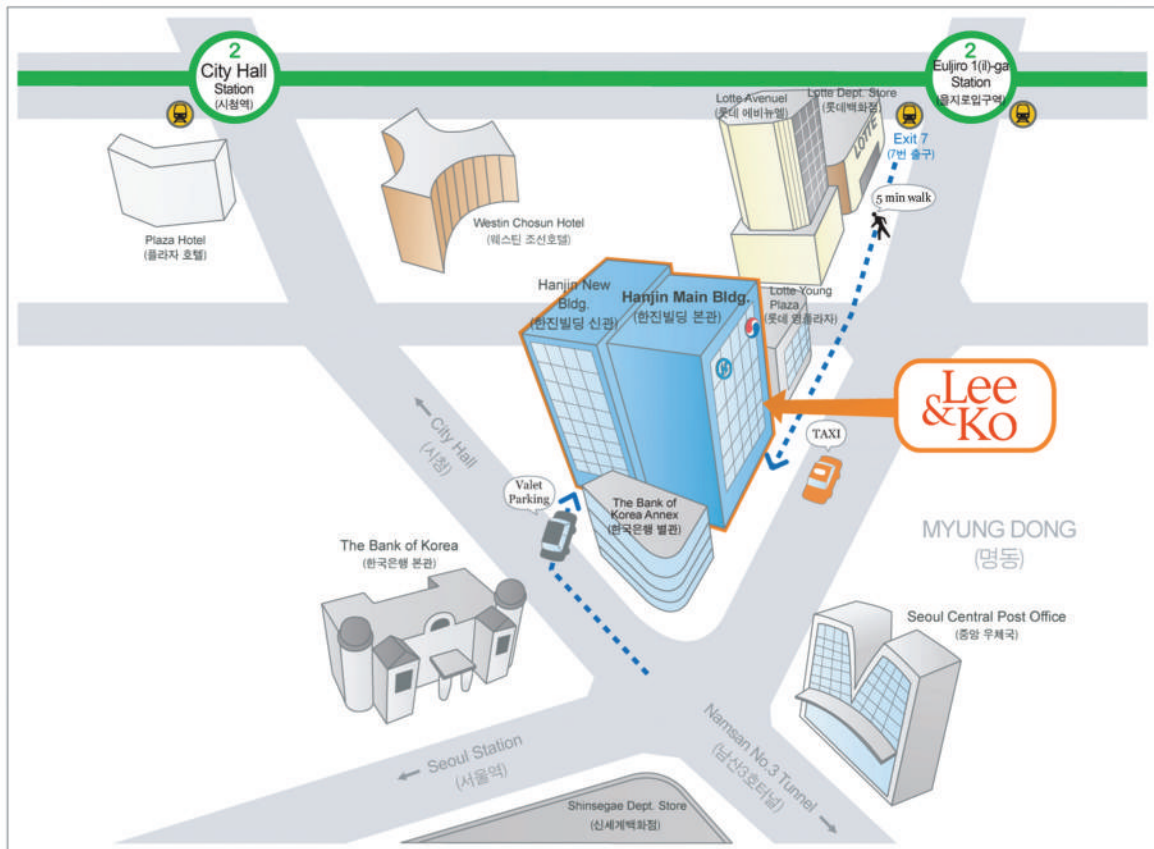 2
City Hall
Station
(시청역)
2
Euljiro 1(il)-ga
Station
(을지로입구역)
Lotte Avenuel
(롯데 에비뉴엘)
Lotte Dept. Store
(롯데백화점)
LOTTE
Exit 7
(7번 출구)
5 min walk
Plaza Hotel
(플라자 호텔)
Westin Chosun Hotel
(웨스틴 조선호텔)
Hanjin New
Bldg.
(한진빌딩 신관)
Hanjin Main Bldg.
(한진빌딩 본관)
Lotte Young
Plaza
(롯데 영플라자)
Lee
&Ko
TAXI
City Hall
(시청)
Valet
Parking
The Bank of
Korea Annex
(한국은행 별관)
MYUNG DONG
(명동)
The Bank of Korea
(한국은행 본관)
Seoul Central Post Office
(중앙 우체국)
Seoul Station
(서울역)
Namsan No.3 Tunnel
(남산3호터널)
Shinsegae Dept. Store
(신세계백화점)